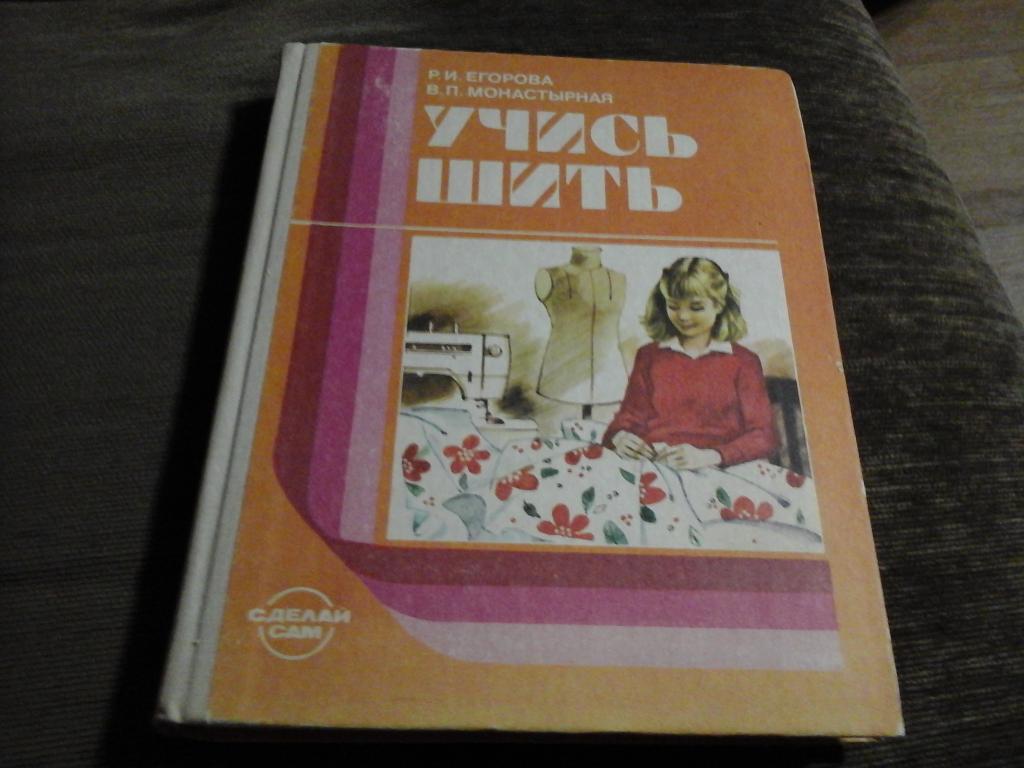 Р.И. ЕГОРОВА
В.П. МОНАСТЫРНАЯ
УЧИСЬ
ШИТЬ
СДЕЛАЙ
САМ